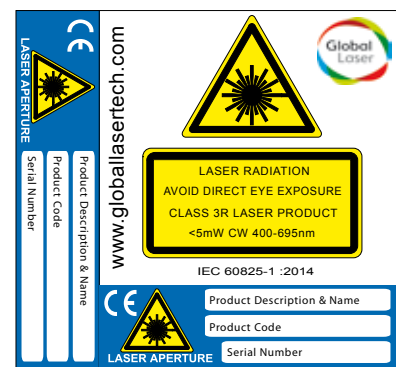 CE
LASER APERTURE
Product Description & Name
Product Code
Serial Number
www.globallasertech.com
Global
Laser
LASER RADIATION
AVOID DIRECT EYE EXPOSURE
CLASS 3R LASER PRODUCT
<5mW CW 400-695nm
IEC 60825-1 :2014
CE
LASER APERTURE
Product Description & Name
Product Code
Serial Number